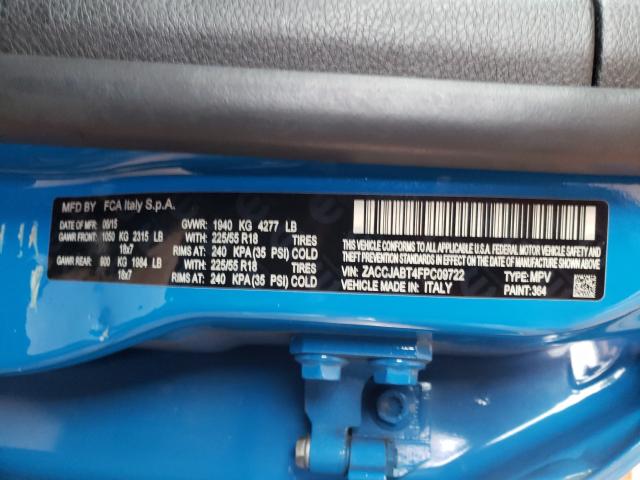 MFD BY FCA Italy S.p.A.
DATE OF MFR: 06/15 GVWR: 1940 KG 4277 LB
GAWR FRONT: 1050 KG 2315 LB WITH 225/55 R18 TIRES
18x7 RIMS AT: 240 KPA (35 PSI) COLD
GAWR REAR: 900 KG 1984 LB WITH 225/55 R18 TIRES
18x7 RIMS AT: 240 KPA (35 PSI) COLD
THIS VEHICLE CONFORMS TO ALL APPLICABLE FEDERAL MOTOR VEHICLE SAFETY, BUMPER, AND THEFT
PREVENTION STANDARDS IN EFFECT ON THE DATE OF MANUFACTURE SHOWN ABOVE.
VIN: ZACCJABT4FPC09722 TYPE: MPV
VEHICLE MADE IN: ITALY PAINT: 364